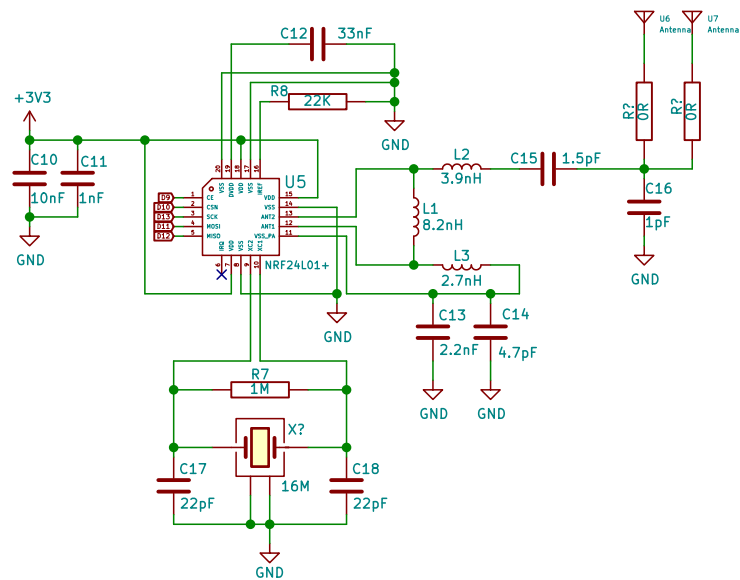 U6
Antenna
U7
Antenna
C12
33nF
R8
22K
R?
0R
R?
0R
+3V3
GND
C10
10nF
C11
1nF
GND
U5
NRF24L01+
20
19
18
17
16
VSS
DVDD
VDD
VSS
IREF
D9
D10
D13
D11
D12
1
2
3
4
5
CE
CSN
SCK
MOSI
MISO
15
14
13
12
11
VDD
VSS
ANT2
ANT1
VSS_PA
IRQ
VDD
VSS
XC2
XC1
6
7
8
9
10
L2
3.9nH
C15
1.5pF
L1
8.2nH
L3
2.7nH
C16
1pF
GND
GND
C13
2.2nF
C14
4.7pF
GND
GND
R7
1M
X?
16M
C17
22pF
C18
22pF
GND